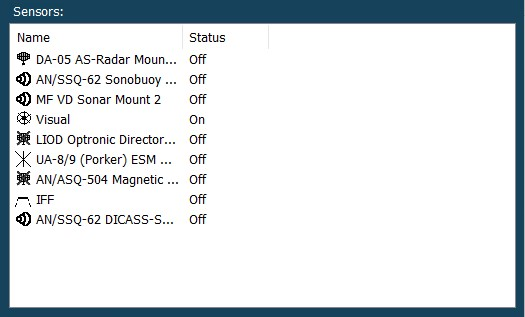 Sensors:
Name Status
DA-05 AS-Radar Moun... Off
AN/SSQ-62 Sonobuoy ... Off
MF VD Sonar Mount 2 Off
Visual On
LIOD Optronic Director... Off
UA-8/9 (Porker) ESM ... Off
AN/ASQ-504 Magnetic ... Off
IFF Off
AN/SSQ-62 DICASS-S... Off